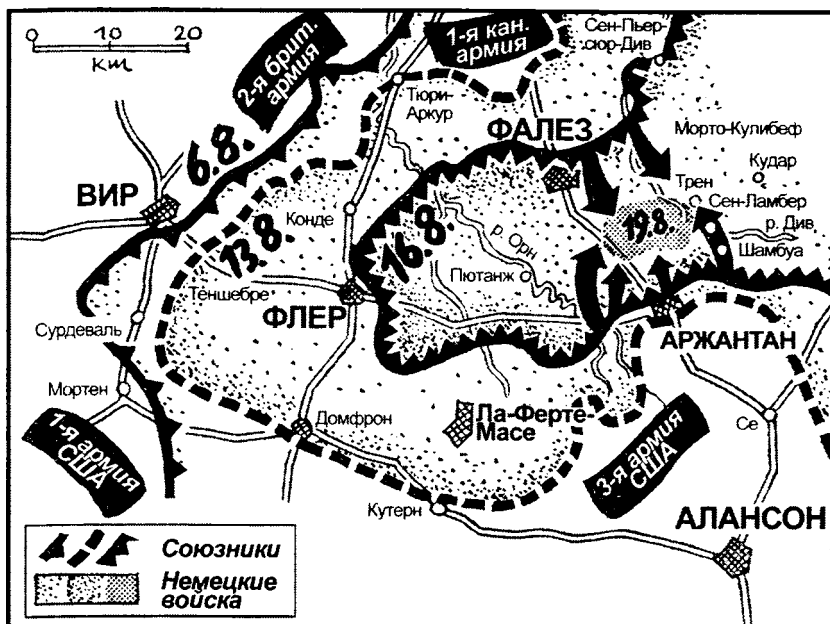 0 10 20
km
2-я брит.
армия
1-я кан.
армия
Сен-Пьер-
сюр-Див
Тюри-
Аркур
ФАЛЕЗ
Морто-Кулибеф
Кудар
Трен
Сен-Ламбер
р. Див
Шамбуа
6.8.
ВИР
Конде
13.8.
16.8.
19.8.
р. Орн
Пютанж
Теншебре
ФЛЕР
Сурдеваль
АРЖАНТАН
Мортен
Домфрон
Ла-Ферте-
Масе
Се
1-я армия
США
3-я армия
США
Кутерн
АЛАНСОН
Союзники
Немецкие
войска